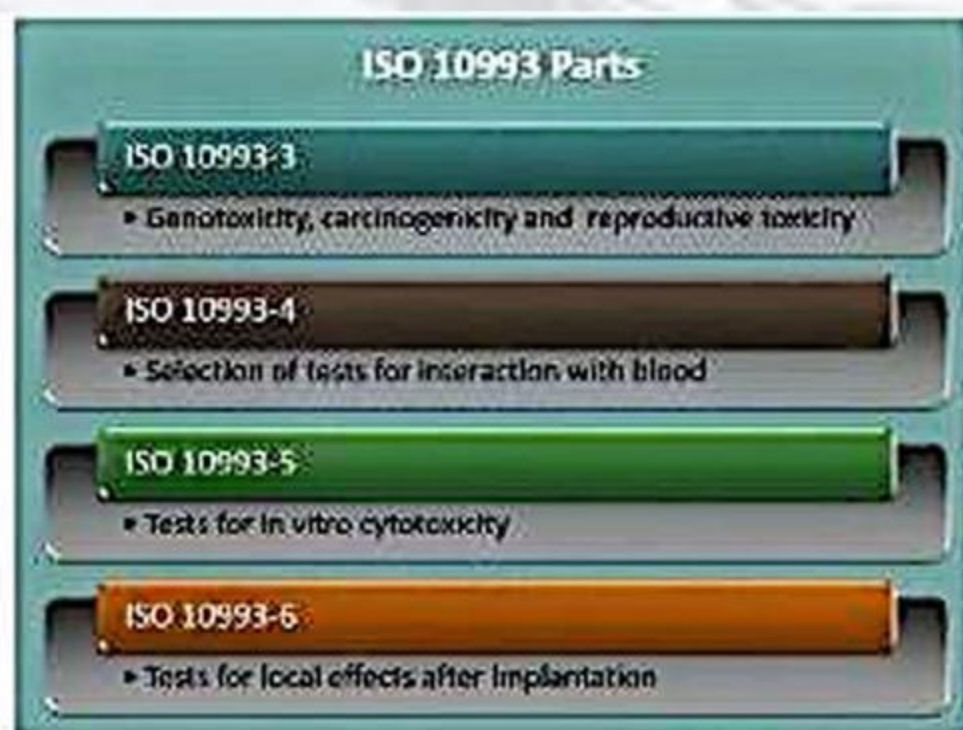 ISO 10993 Parts
ISO 10993-3
• Genotoxicity, carcinogenicity and reproductive toxicity
ISO 10993-4
• Selection of tests for interaction with blood
ISO 10993-5
• Tests for in vitro cytotoxicity
ISO 10993-6
• Tests for local effects after implantation